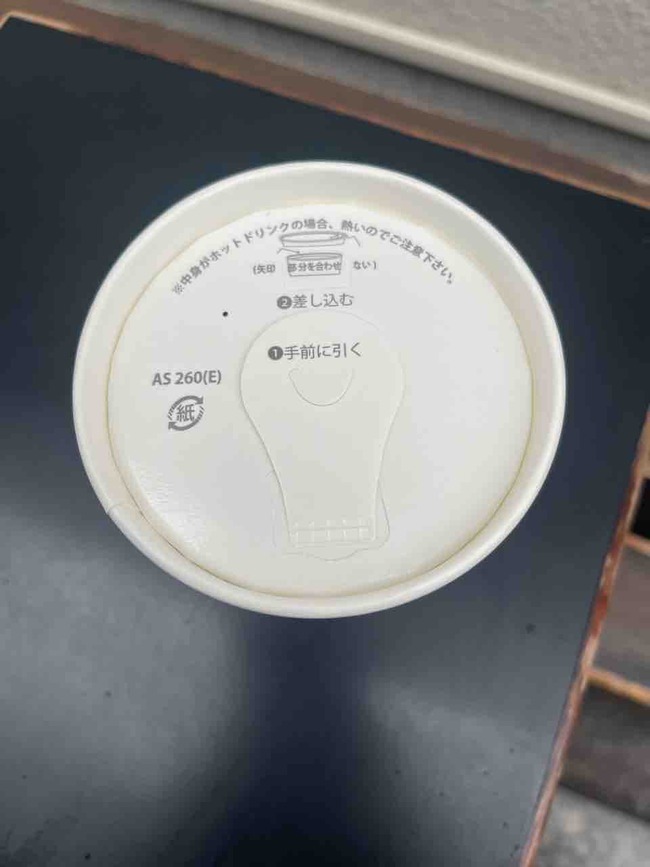 ※中身がホットドリンクの場合、熱いのでご注意下さい。
(矢印 部分を合わせ ない)
❷差し込む
❶手前に引く
AS 260(E)
紙